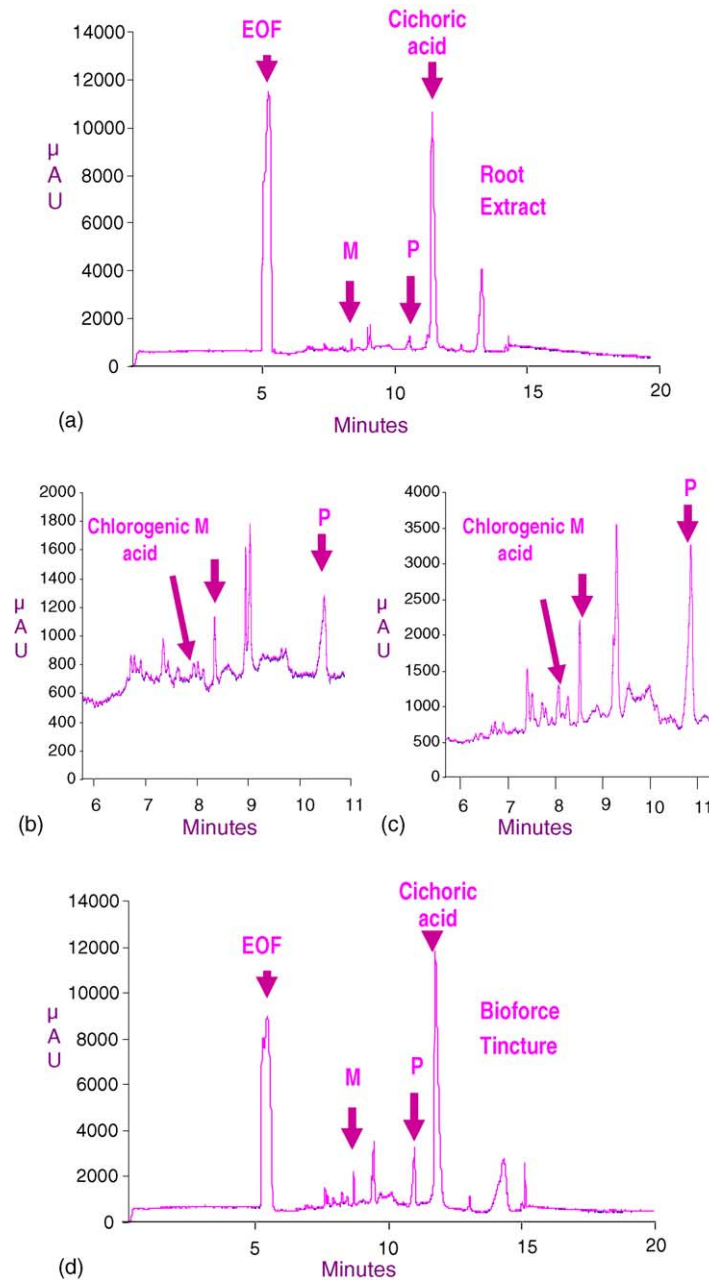 EOF
Cichoric
acid
14000
12000
10000
8000
6000
4000
2000
0
µ
A
U
M
P
Root
Extract
5
10
15
20
Minutes
(a)
2000
1800
1600
1400
1200
1000
800
600
400
200
0
µ
A
U
Chlorogenic M
acid
P
6
7
8
9
10
11
Minutes
(b)
4000
3500
3000
2500
2000
1500
1000
500
0
µ
A
U
Chlorogenic M
acid
P
6
7
8
9
10
11
Minutes
(c)
Cichoric
acid
EOF
14000
12000
10000
8000
6000
4000
2000
0
µ
A
U
M
P
Bioforce
Tincture
5
10
15
20
Minutes
(d)